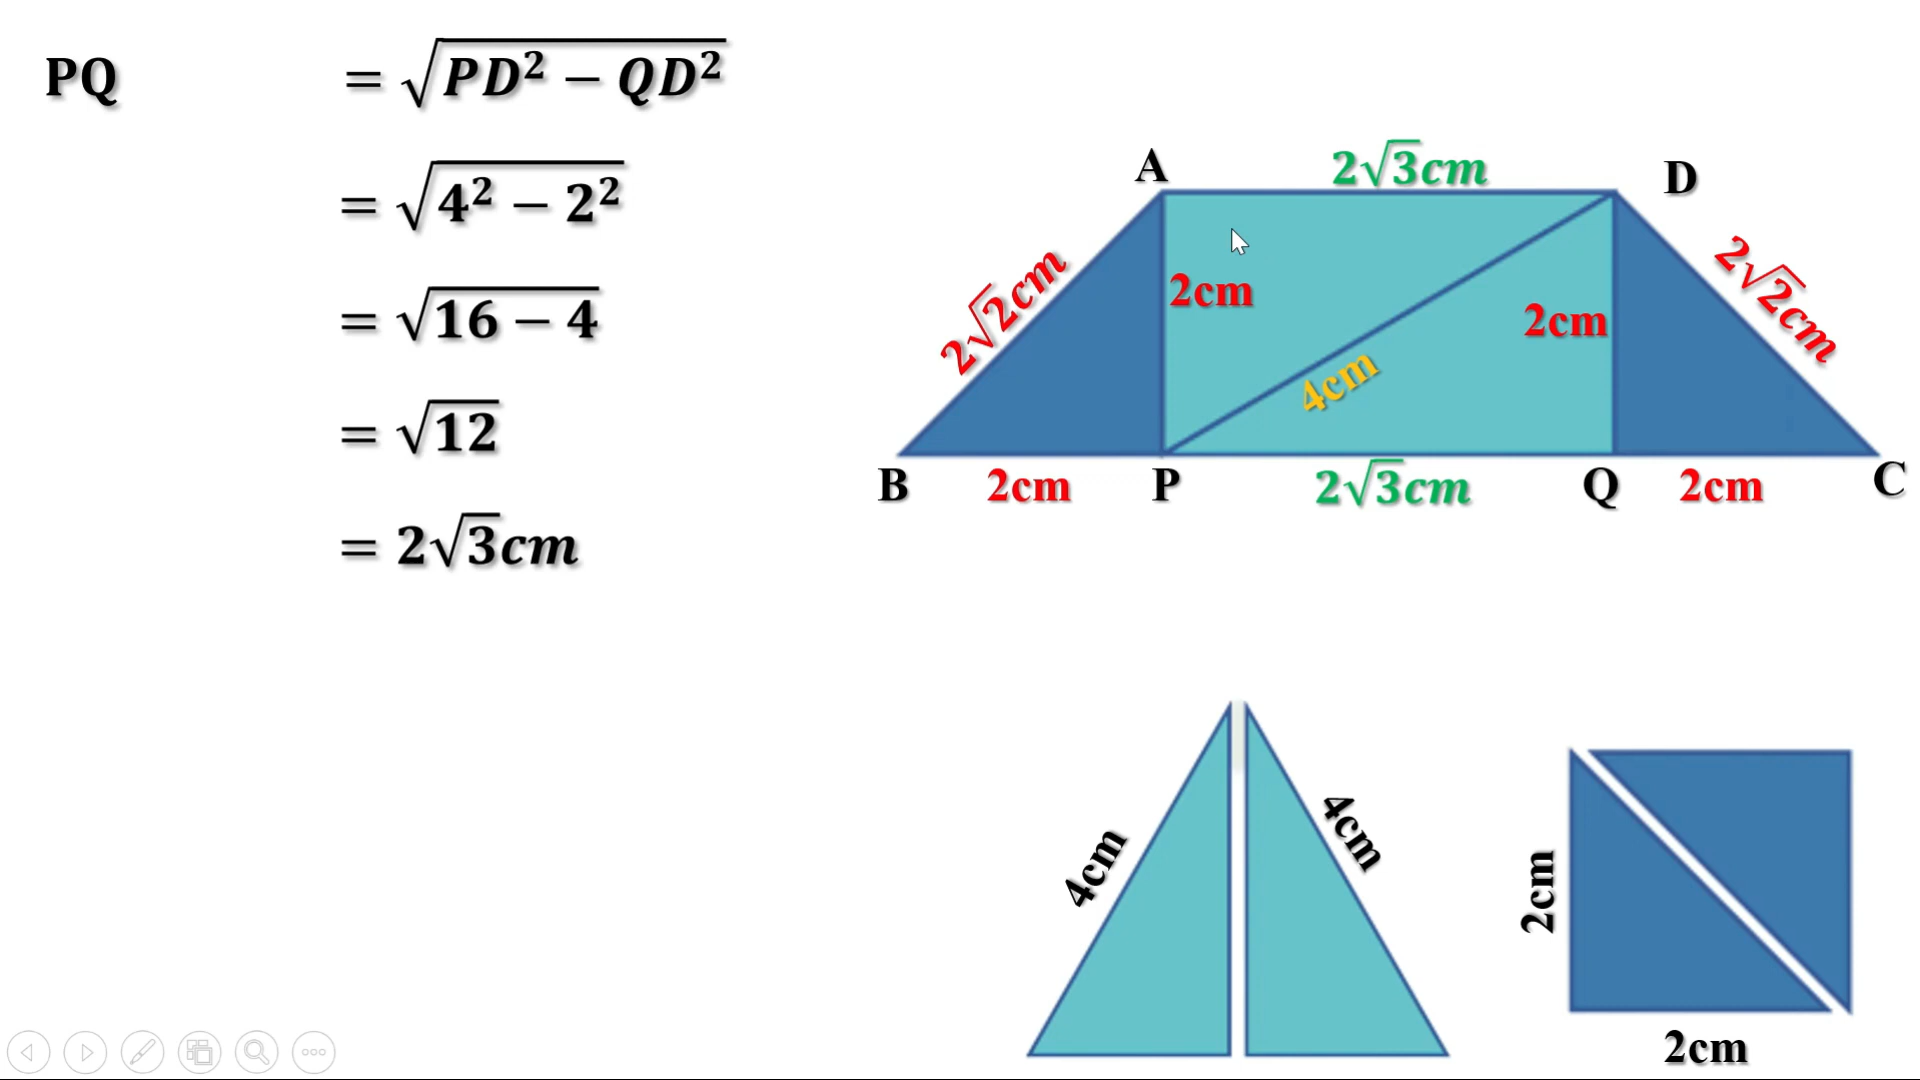 PQ = √PD² − QD²
= √4² − 2²
= √16 − 4
= √12
= 2√3cm
A 2√3cm D
2√2cm 2cm 4cm 2cm 2√2cm
B 2cm P 2√3cm Q 2cm C
4cm 4cm
2cm
2cm